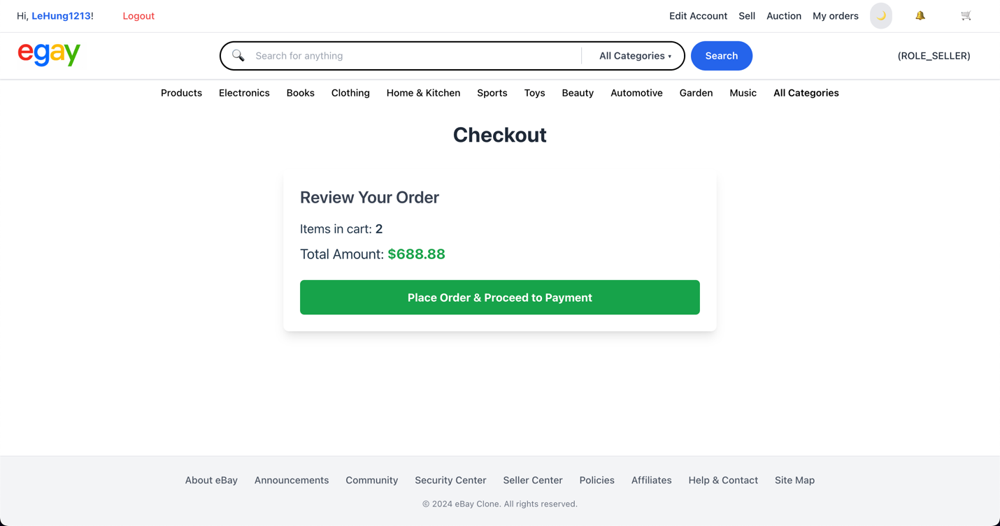 Hi, LeHung1213! Logout Edit Account Sell Auction My orders
egay Search for anything All Categories ▾ Search (ROLE_SELLER)
Products Electronics Books Clothing Home & Kitchen Sports Toys Beauty Automotive Garden Music All Categories
Checkout
Review Your Order
Items in cart: 2
Total Amount: $688.88
Place Order & Proceed to Payment
About eBay Announcements Community Security Center Seller Center Policies Affiliates Help & Contact Site Map
© 2024 eBay Clone. All rights reserved.